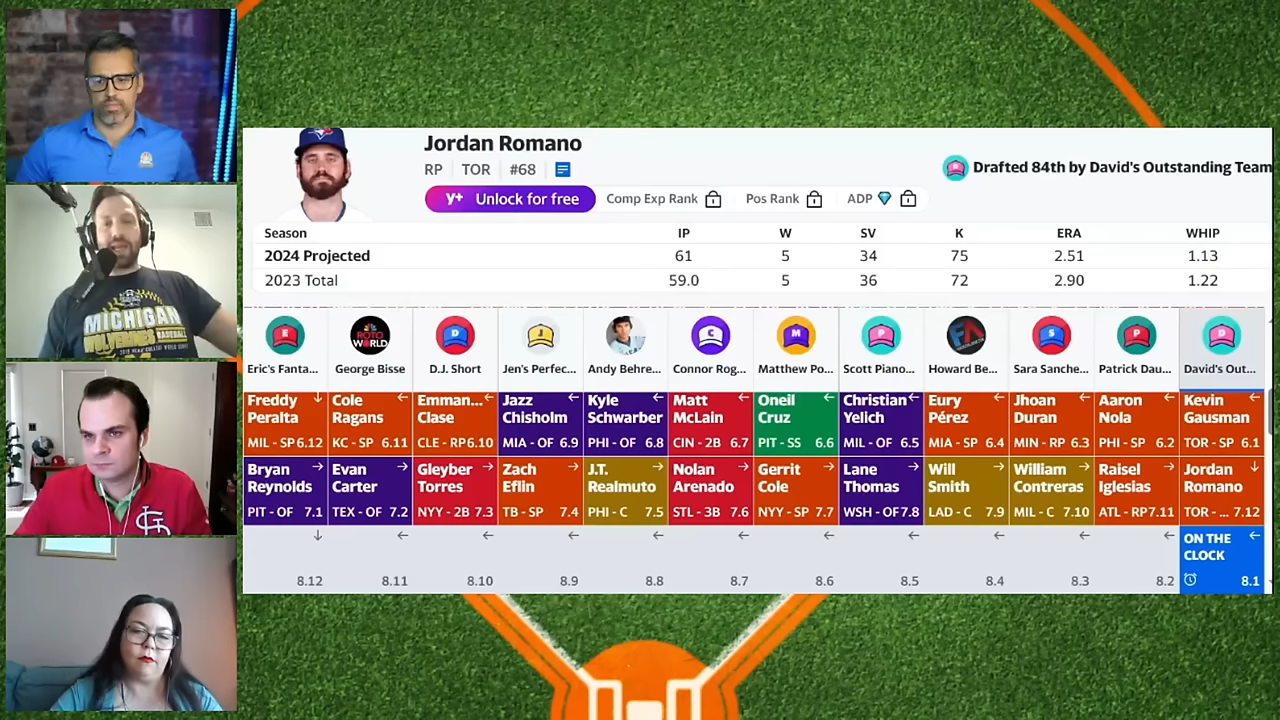 Jordan Romano
RP TOR #68
y+ Unlock for free Comp Exp Rank Pos Rank ADP
Drafted 84th by David's Outstanding Team
Season IP W SV K ERA WHIP
2024 Projected 61 5 34 75 2.51 1.13
2023 Total 59.0 5 36 72 2.90 1.22
E ROTO WORLD D J C M P FA S P D
Eric's Fanta... George Bisse D.J. Short Jen's Perfec... Andy Behre... Connor Rog... Matthew Po... Scott Piano... Howard Be... Sara Sanche... Patrick Dau... David's Out...
Freddy Cole Emman... Jazz Kyle Matt Oneil Christian Eury Jhoan Aaron Kevin
Peralta Ragans Clase Chisholm Schwarber McLain Cruz Yelich Pérez Duran Nola Gausman
MIL - SP 6.12 KC - SP 6.11 CLE - RP 6.10 MIA - OF 6.9 PHI - OF 6.8 CIN - 2B 6.7 PIT - SS 6.6 MIL - OF 6.5 MIA - SP 6.4 MIN - RP 6.3 PHI - SP 6.2 TOR - SP 6.1
Bryan Evan Gleyber Zach J.T. Nolan Gerrit Lane Will William Raisel Jordan
Reynolds Carter Torres Eflin Realmuto Arenado Cole Thomas Smith Contreras Iglesias Romano
PIT - OF 7.1 TEX - OF 7.2 NYY - 2B 7.3 TB - SP 7.4 PHI - C 7.5 STL - 3B 7.6 NYY - SP 7.7 WSH - OF 7.8 LAD - C 7.9 MIL - C 7.10 ATL - RP 7.11 TOR - ... 7.12
ON THE
CLOCK
8.12 8.11 8.10 8.9 8.8 8.7 8.6 8.5 8.4 8.3 8.2 8.1
MICHIGAN
WOLVERINES
BASEBALL